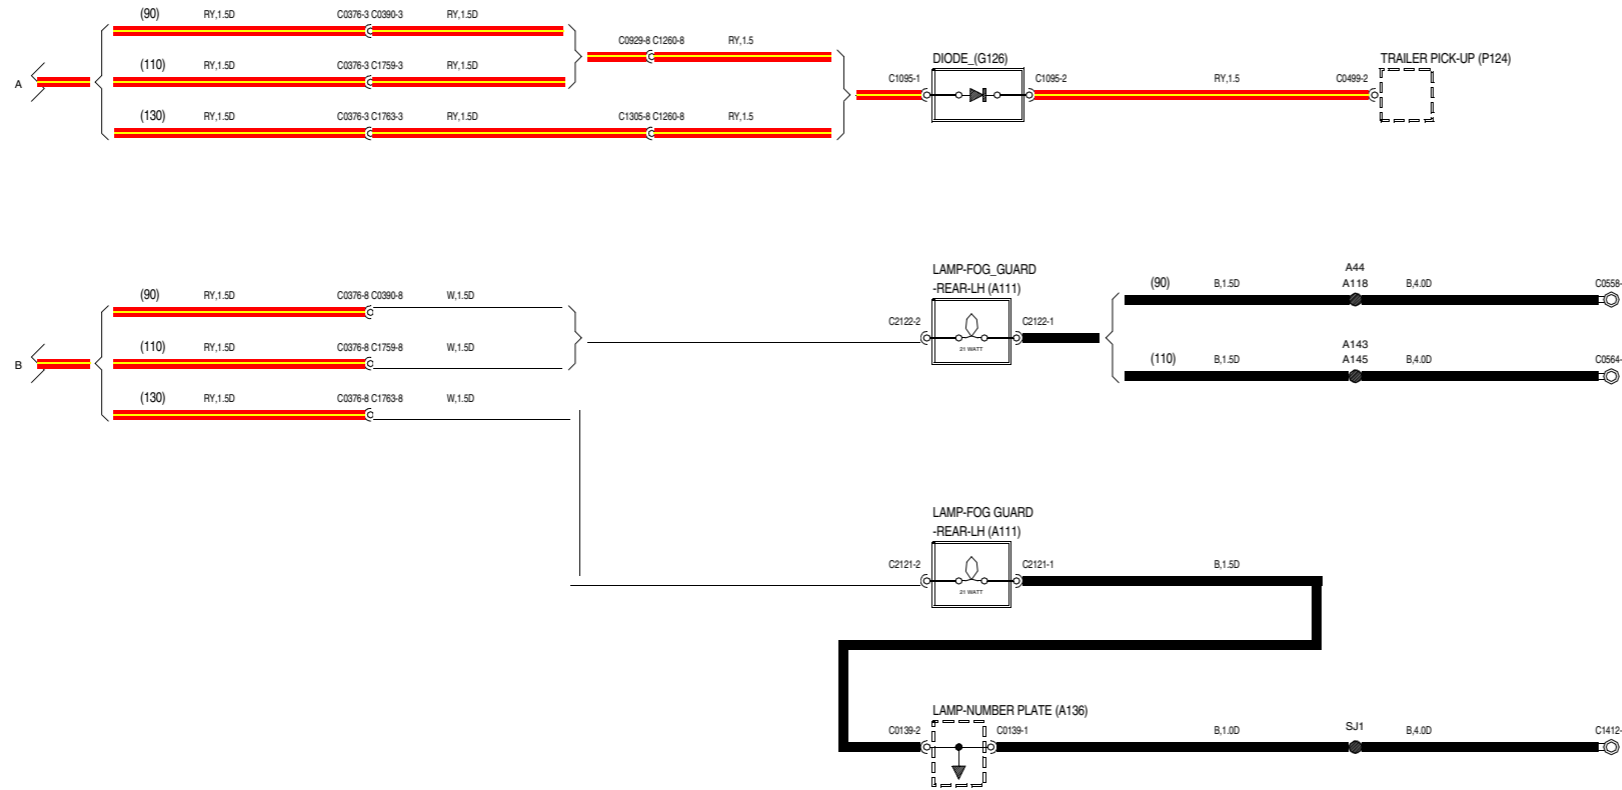 (90) RY,1.5D C0376-3 C0390-3 RY,1.5D
C0929-8 C1260-8 RY,1.5
DIODE_(G126)
TRAILER PICK-UP (P124)
(110) RY,1.5D C0376-3 C1759-3 RY,1.5D
C1095-1 C1095-2 RY,1.5 C0499-2
A
(130) RY,1.5D C0376-3 C1763-3 RY,1.5D C1305-8 C1260-8 RY,1.5
LAMP-FOG_GUARD
-REAR-LH (A111)
A44
(90) B,1.5D A118 B,4.0D C0558-
(90) RY,1.5D C0376-8 C0390-8 W,1.5D
C2122-2 C2122-1
21 WATT
A143
(110) B,1.5D A145 B,4.0D C0564-
(110) RY,1.5D C0376-8 C1759-8 W,1.5D
B
(130) RY,1.5D C0376-8 C1763-8 W,1.5D
LAMP-FOG GUARD
-REAR-LH (A111)
C2121-2 C2121-1 B,1.5D
21 WATT
LAMP-NUMBER PLATE (A136)
C0139-2 C0139-1 B,1.0D SJ1 B,4.0D C1412-